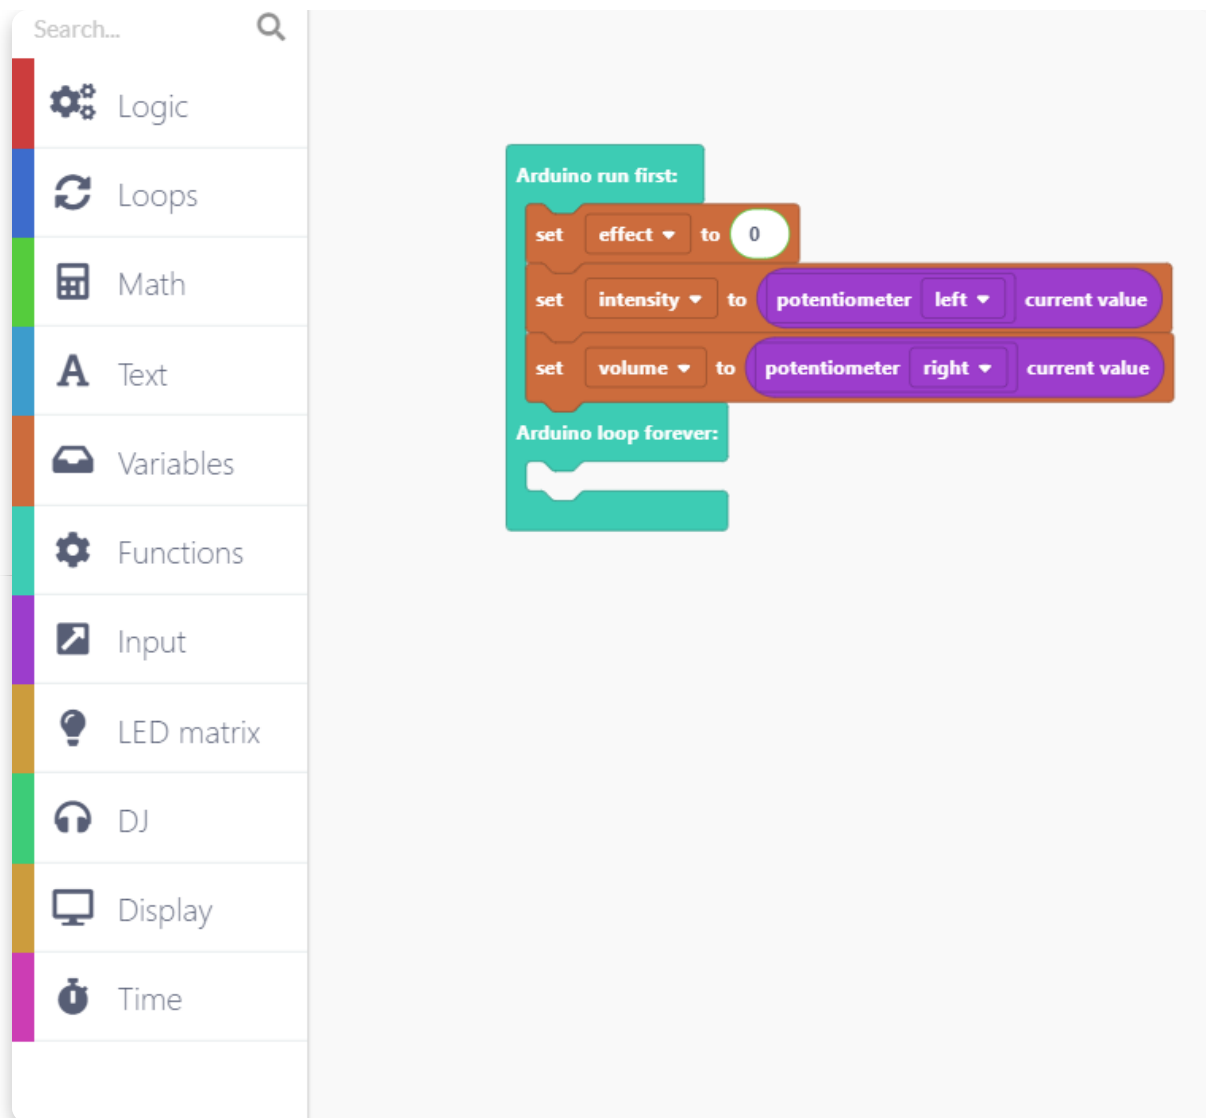 Search...
Logic
Loops
Math
Text
Variables
Functions
Input
LED matrix
DJ
Display
Time
Arduino run first:
set effect to 0
set intensity to potentiometer left current value
set volume to potentiometer right current value
Arduino loop forever: